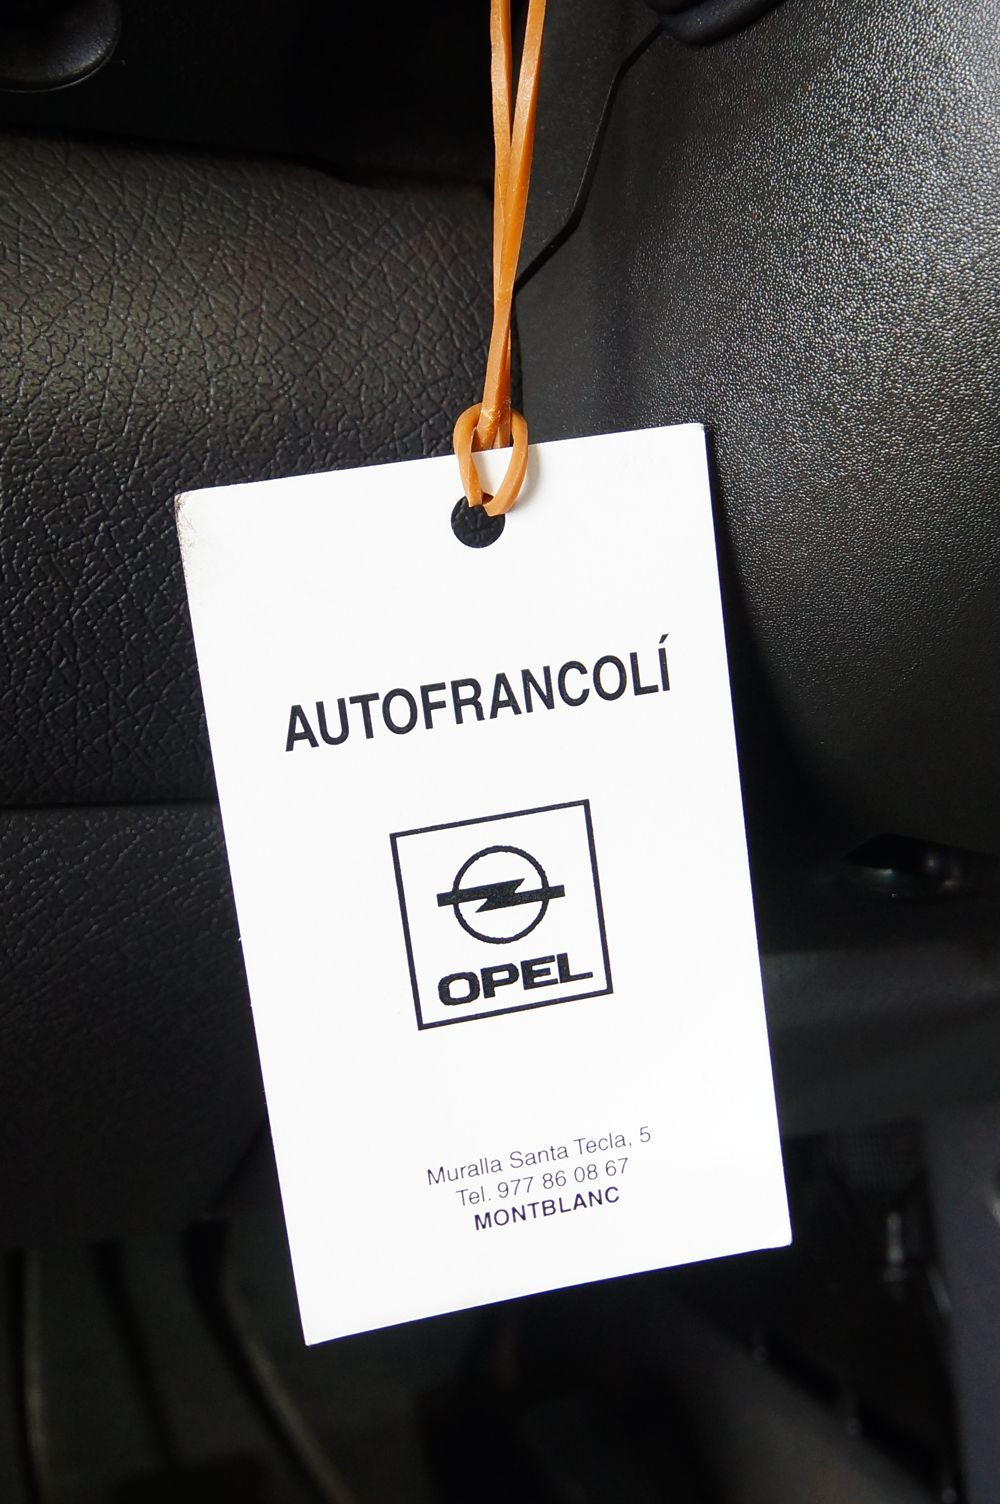 AUTOFRANCOLÍ
OPEL
Muralla Santa Tecla, 5
Tel. 977 86 08 67
MONTBLANC